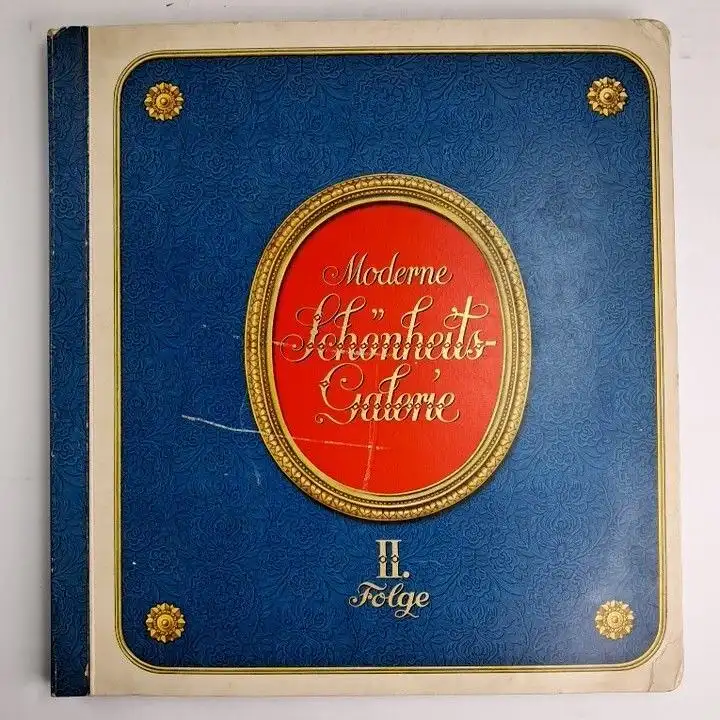 Moderne
Schönheits-
Galerie
II.
Folge